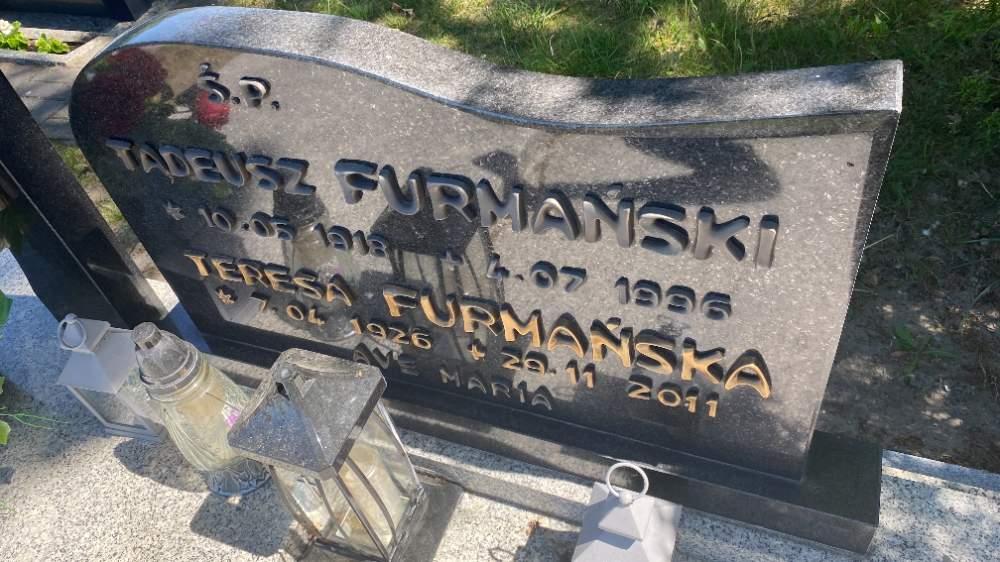 Ś.P.
TADEUSZ FURMAŃSKI
* 10.05 1918 + 4.07 1996
TERESA FURMAŃSKA
* 7.04 1926 + 29.11 2011
AVE MARIA